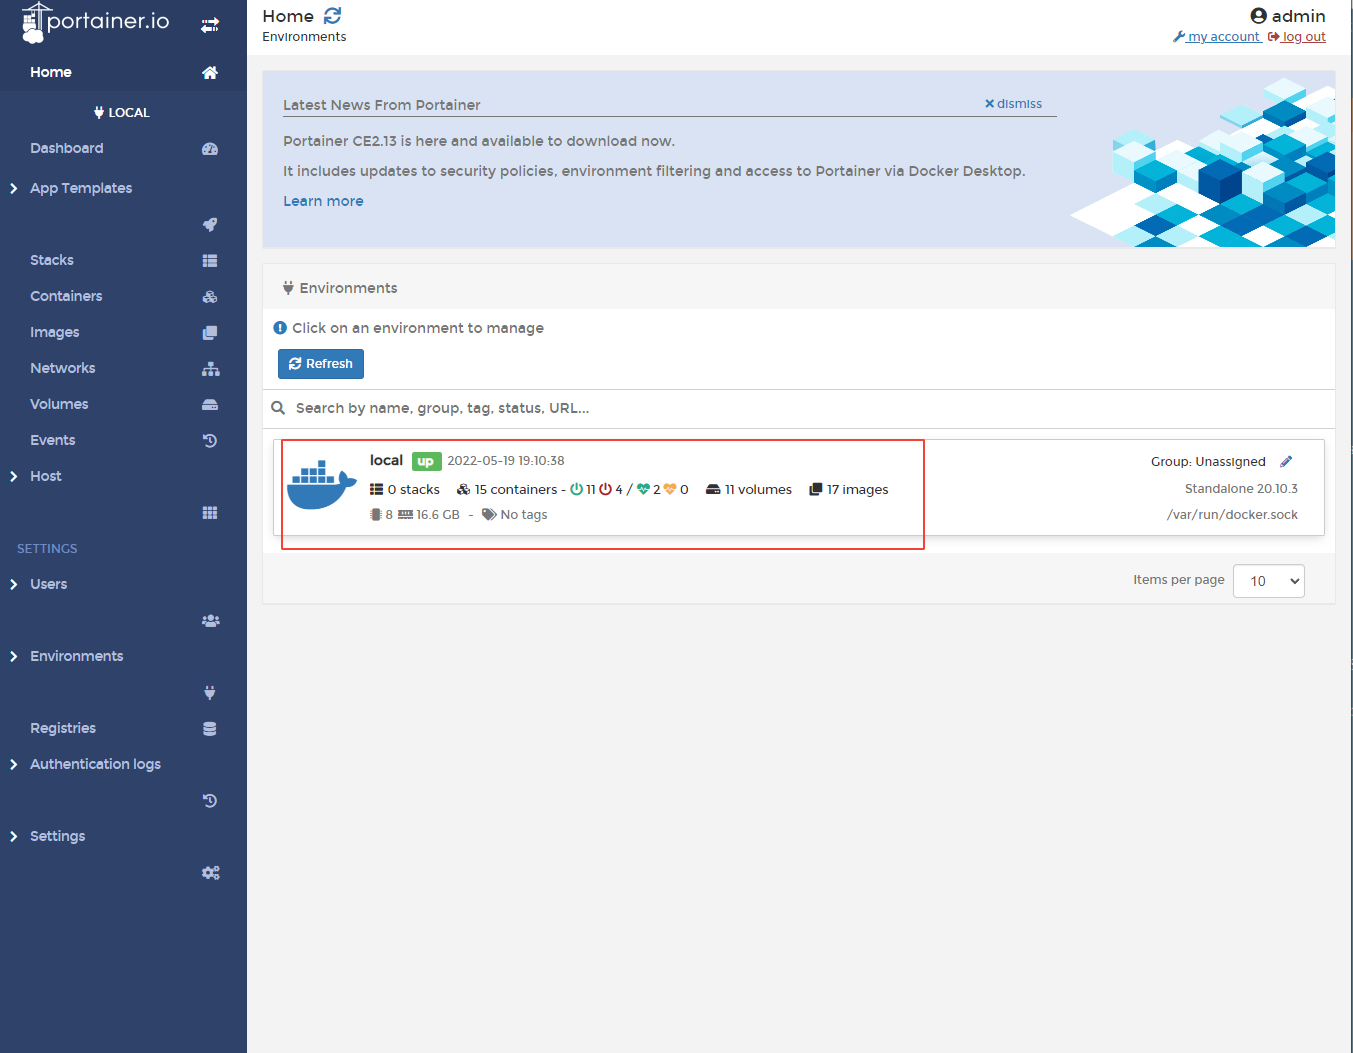 portainer.io
Home
LOCAL
Dashboard
App Templates
Stacks
Containers
Images
Networks
Volumes
Events
Host
SETTINGS
Users
Environments
Registries
Authentication logs
Settings
Home
Environments
admin
my account log out
Latest News From Portainer
dismiss
Portainer CE2.13 is here and available to download now.
It includes updates to security policies, environment filtering and access to Portainer via Docker Desktop.
Learn more
Environments
Click on an environment to manage
Refresh
Search by name, group, tag, status, URL...
local up 2022-05-19 19:10:38
0 stacks 15 containers - 11 4 / 2 0 11 volumes 17 images
8 16.6 GB - No tags
Group: Unassigned
Standalone 20.10.3
/var/run/docker.sock
Items per page 10